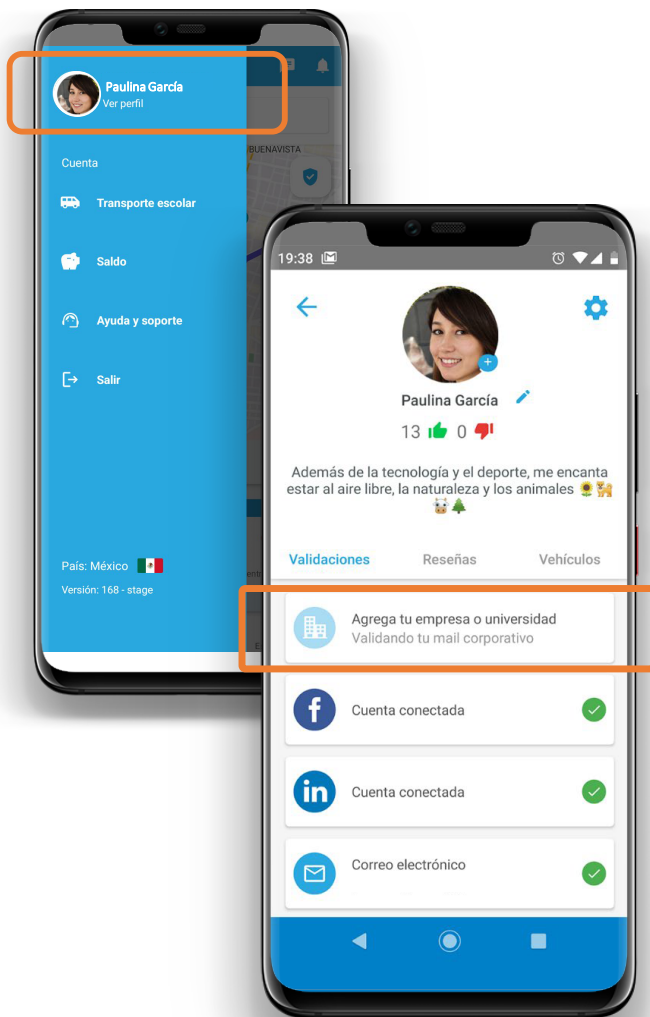 Paulina García
Ver perfil
BUENAVISTA
Cuenta
Transporte escolar
Saldo
Ayuda y soporte
Salir
País: México
Versión: 168 - stage
19:38
Paulina García
13 0
Además de la tecnología y el deporte, me encanta
estar al aire libre, la naturaleza y los animales
Validaciones Reseñas Vehículos
Agrega tu empresa o universidad
Validando tu mail corporativo
f Cuenta conectada
in Cuenta conectada
Correo electrónico